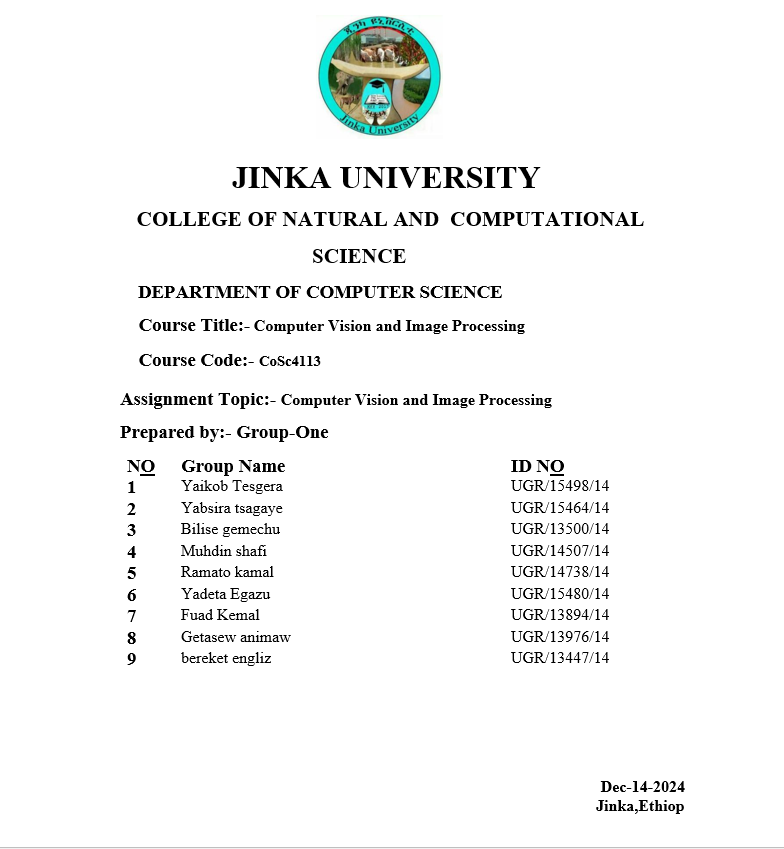 ጂንካ ዩኒቨርሲቲ
Jinka University
JINKA UNIVERSITY
COLLEGE OF NATURAL AND COMPUTATIONAL
SCIENCE
DEPARTMENT OF COMPUTER SCIENCE
Course Title:- Computer Vision and Image Processing
Course Code:- CoSc4113
Assignment Topic:- Computer Vision and Image Processing
Prepared by:- Group-One
NO Group Name ID NO
1 Yaikob Tesgera UGR/15498/14
2 Yabsira tsagaye UGR/15464/14
3 Bilise gemechu UGR/13500/14
4 Muhdin shafi UGR/14507/14
5 Ramato kamal UGR/14738/14
6 Yadeta Egazu UGR/15480/14
7 Fuad Kemal UGR/13894/14
8 Getasew animaw UGR/13976/14
9 bereket engliz UGR/13447/14
Dec-14-2024
Jinka,Ethiop